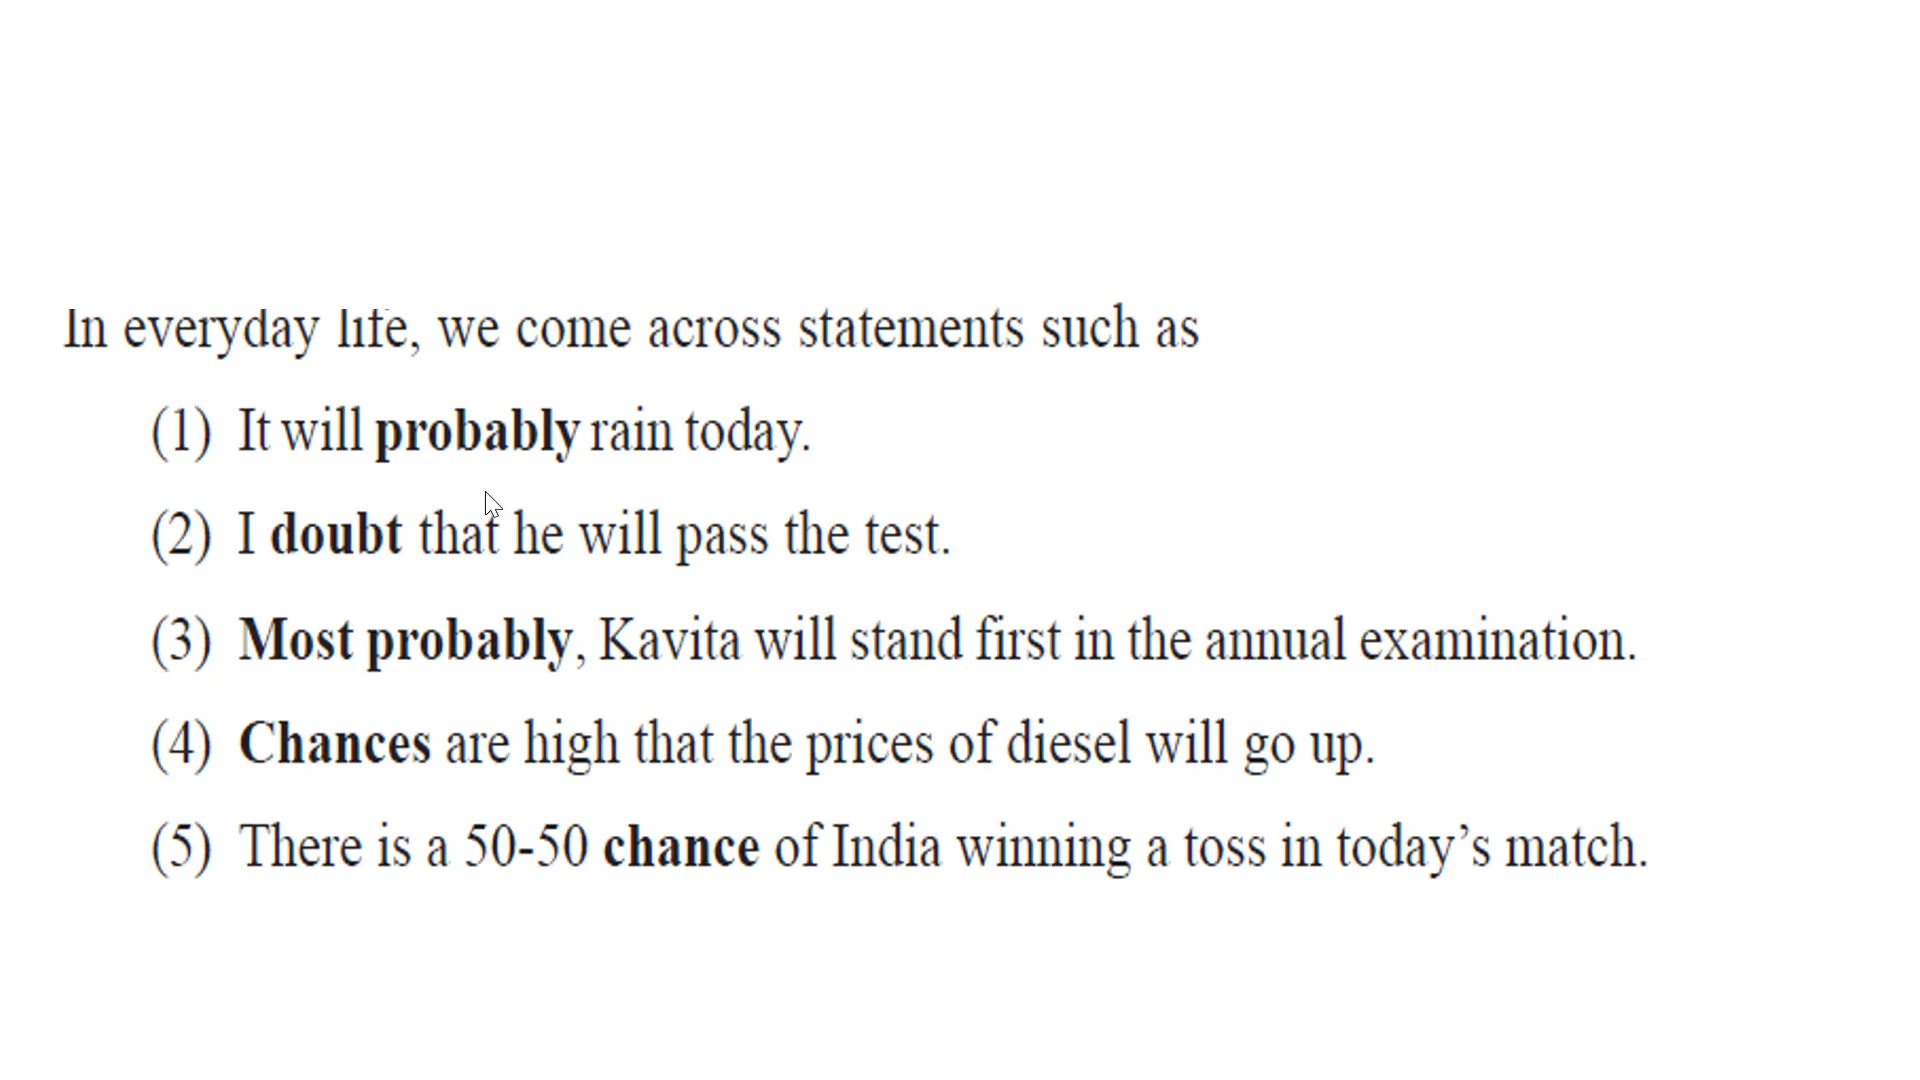 In everyday life, we come across statements such as
(1) It will probably rain today.
(2) I doubt that he will pass the test.
(3) Most probably, Kavita will stand first in the annual examination.
(4) Chances are high that the prices of diesel will go up.
(5) There is a 50-50 chance of India winning a toss in today’s match.